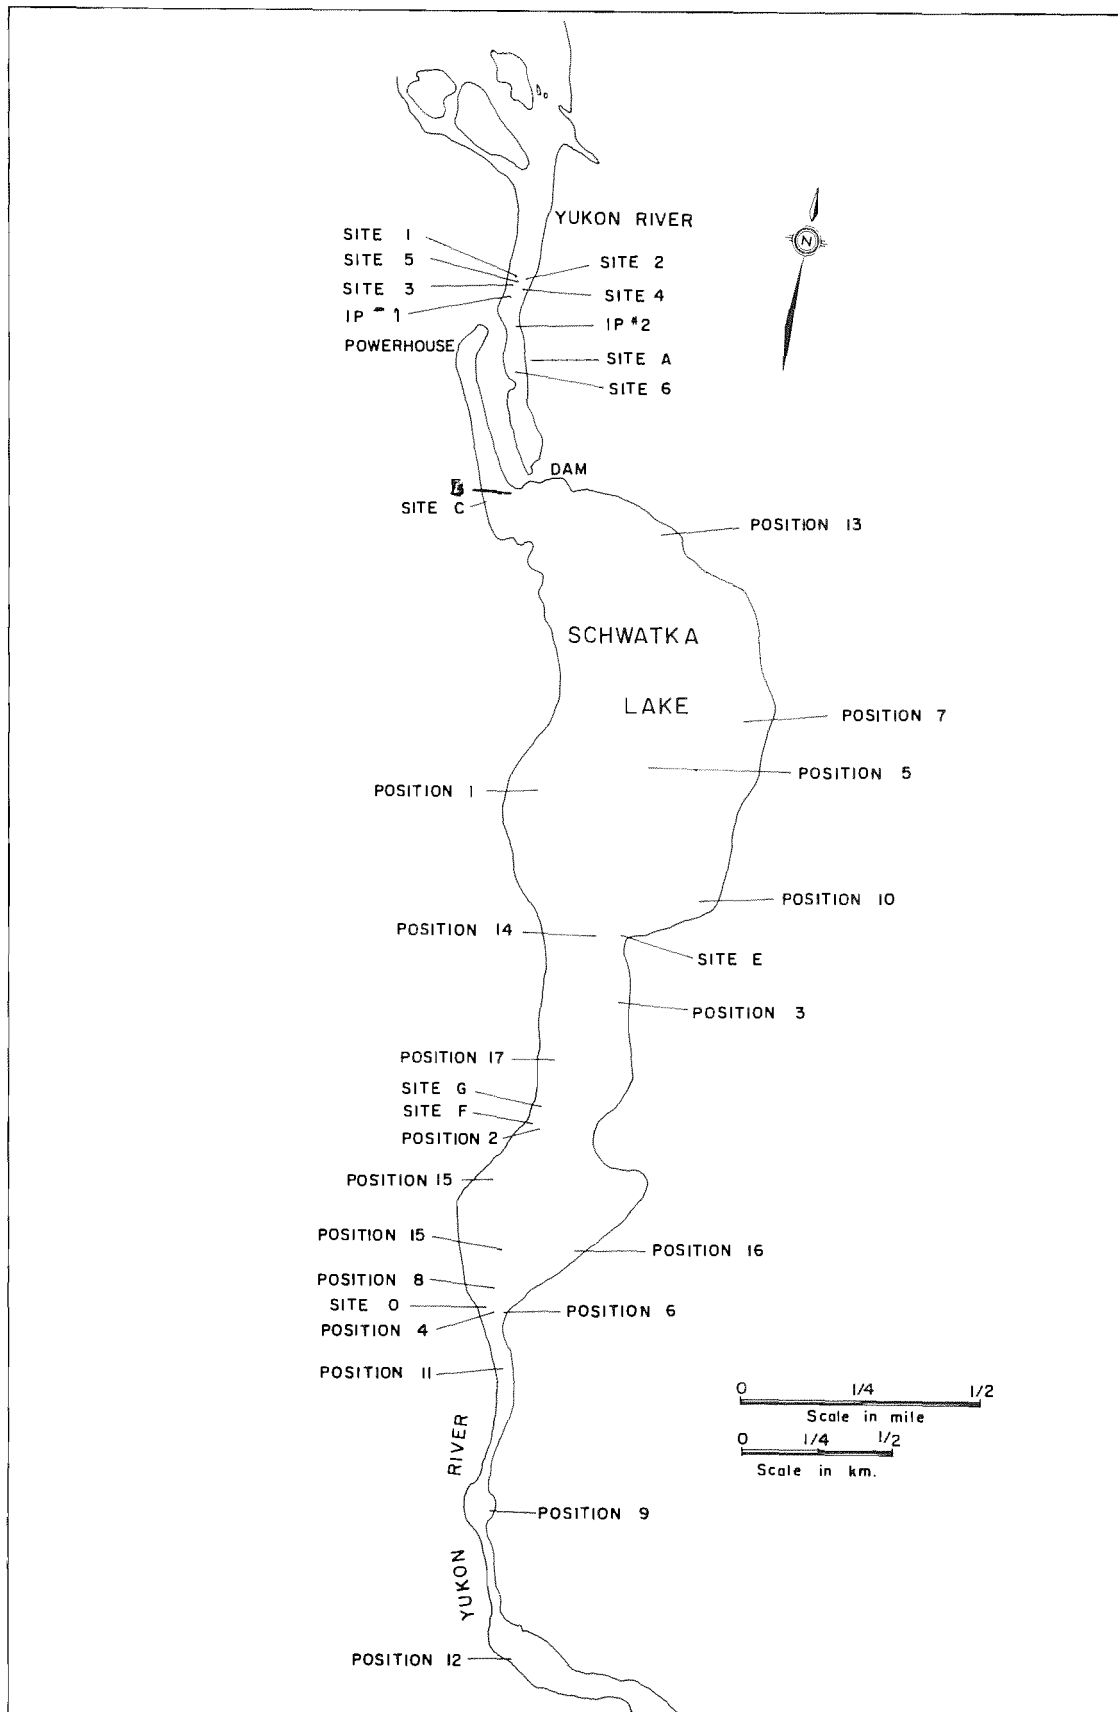 YUKON RIVER
N
SITE 1
SITE 5
SITE 3
IP # 1
POWERHOUSE
SITE 2
SITE 4
IP #2
SITE A
SITE 6
DAM
SITE C
POSITION 13
SCHWATKA
LAKE
POSITION 7
POSITION 5
POSITION 1
POSITION 10
POSITION 14
SITE E
POSITION 3
POSITION 17
SITE G
SITE F
POSITION 2
POSITION 15
POSITION 15
POSITION 16
POSITION 8
SITE O
POSITION 4
POSITION 6
POSITION 11
0 1/4 1/2
Scale in mile
0 1/4 1/2
Scale in km.
YUKON RIVER
POSITION 9
POSITION 12